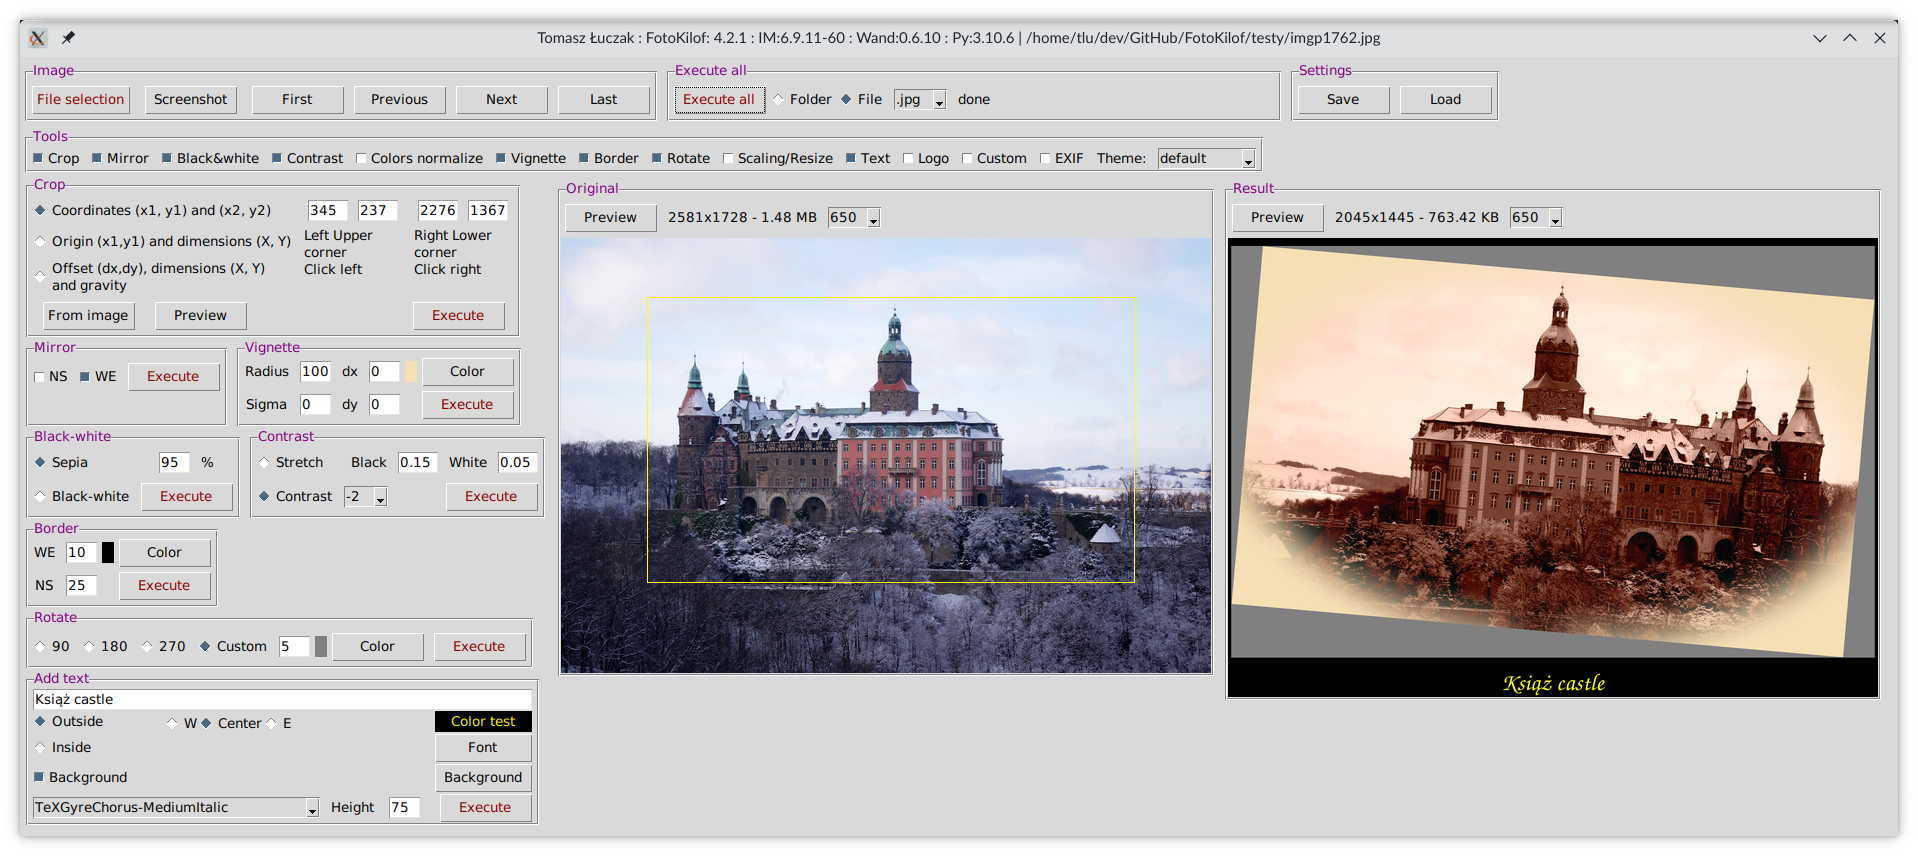 Tomasz Łuczak : FotoKilof: 4.2.1 : IM:6.9.11-60 : Wand:0.6.10 : Py:3.10.6 | /home/tlu/dev/GitHub/FotoKilof/testy/imgp1762.jpg
Image
File selection Screenshot First Previous Next Last
Execute all
Execute all Folder File .jpg done
Settings
Save Load
Tools
Crop Mirror Black&white Contrast Colors normalize Vignette Border Rotate Scaling/Resize Text Logo Custom EXIF Theme: default
Crop
Coordinates (x1, y1) and (x2, y2) 345 237 2276 1367
Origin (x1,y1) and dimensions (X, Y)
Offset (dx,dy), dimensions (X, Y)
and gravity
Left Upper
corner
Click left
Right Lower
corner
Click right
From image Preview Execute
Mirror
NS WE Execute
Vignette
Radius 100 dx 0 Color
Sigma 0 dy 0 Execute
Black-white
Sepia 95 %
Black-white Execute
Contrast
Stretch Black 0.15 White 0.05
Contrast -2 Execute
Border
WE 10 Color
NS 25 Execute
Rotate
90 180 270 Custom 5 Color Execute
Add text
Książ castle
Outside W Center E Color test
Inside Font
Background Background
TeXGyreChorus-MediumItalic Height 75 Execute
Original
Preview 2581x1728 - 1.48 MB 650
Result
Preview 2045x1445 - 763.42 KB 650
Książ castle